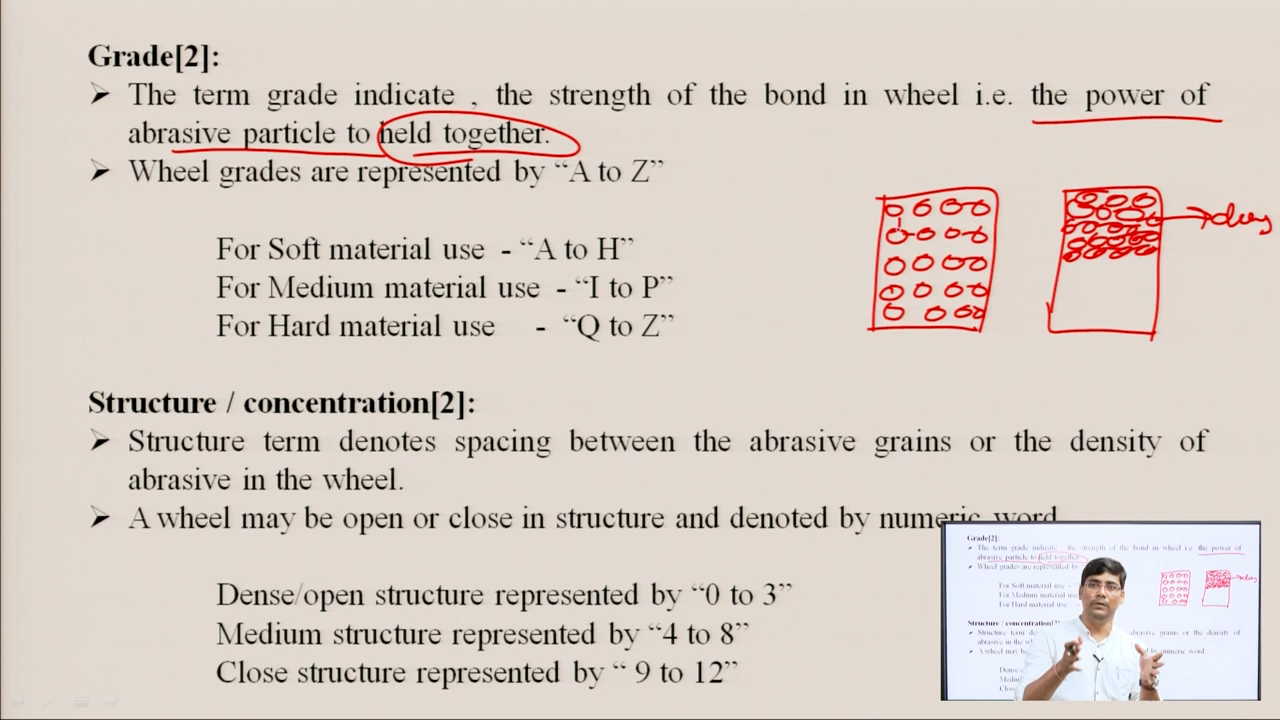 Grade[2]:
➢ The term grade indicate , the strength of the bond in wheel i.e. the power of
abrasive particle to held together.
➢ Wheel grades are represented by “A to Z”
For Soft material use - “A to H”
For Medium material use - “I to P”
For Hard material use - “Q to Z”
Structure / concentration[2]:
➢ Structure term denotes spacing between the abrasive grains or the density of
abrasive in the wheel.
➢ A wheel may be open or close in structure and denoted by numeric word
Dense/open structure represented by “0 to 3”
Medium structure represented by “4 to 8”
Close structure represented by “ 9 to 12”